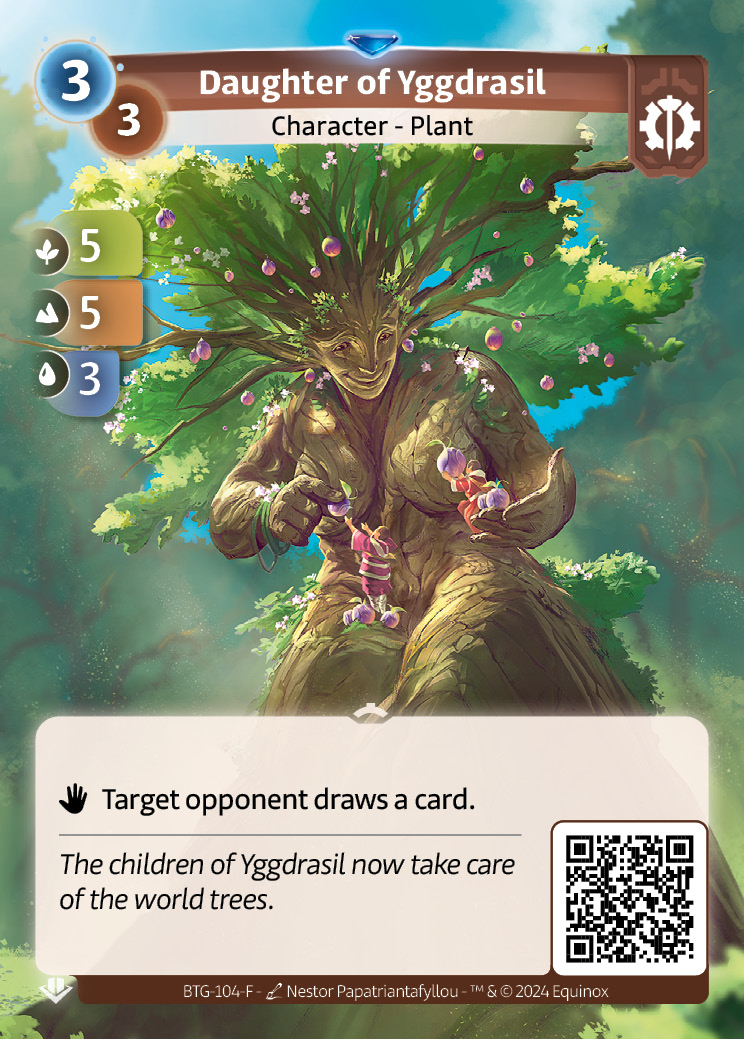 3
Daughter of Yggdrasil
3
Character - Plant
5
5
3
Target opponent draws a card.
The children of Yggdrasil now take care
of the world trees.
BTG-104-F - Nestor Papatriantafyllou - ™ & © 2024 Equinox